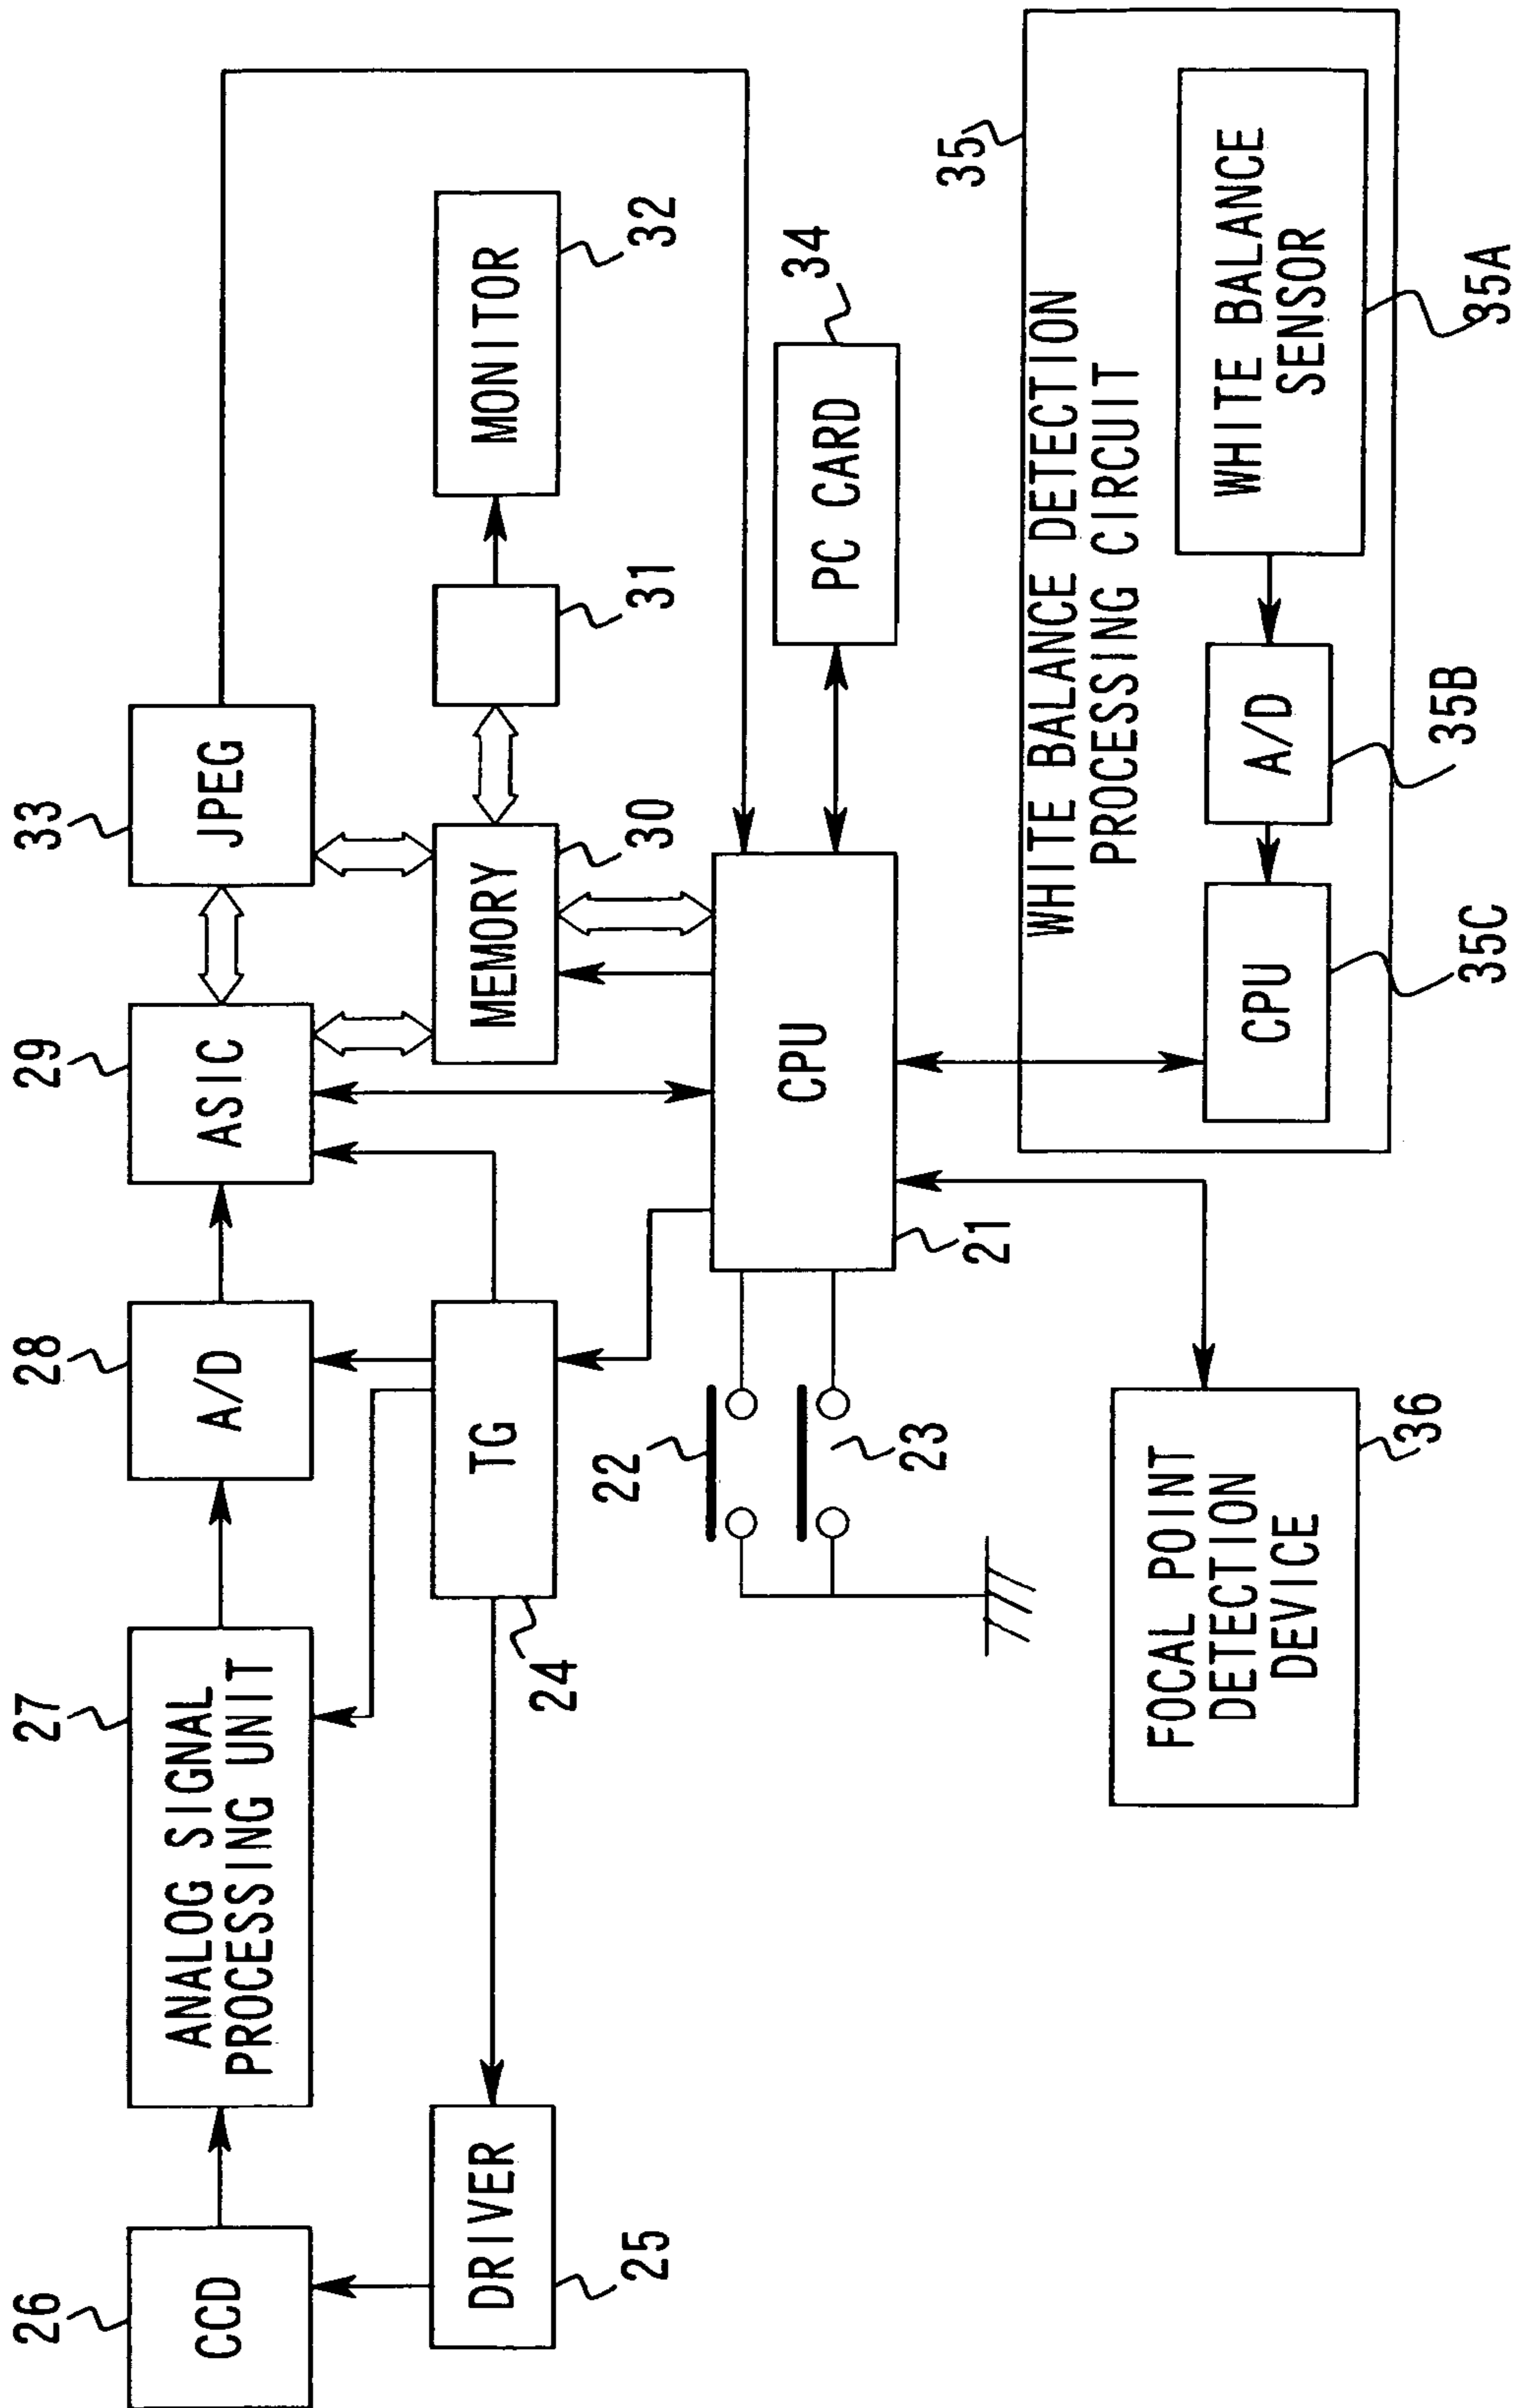 26
27
28
29
33
CCD
ANALOG SIGNAL
PROCESSING UNIT
A/D
ASIC
JPEG
DRIVER
TG
MEMORY
MONITOR
25
24
30
31
32
22
23
CPU
21
PC CARD
34
35
FOCAL POINT
DETECTION
DEVICE
36
WHITE BALANCE DETECTION
PROCESSING CIRCUIT
CPU
A/D
WHITE BALANCE
SENSOR
35C
35B
35A